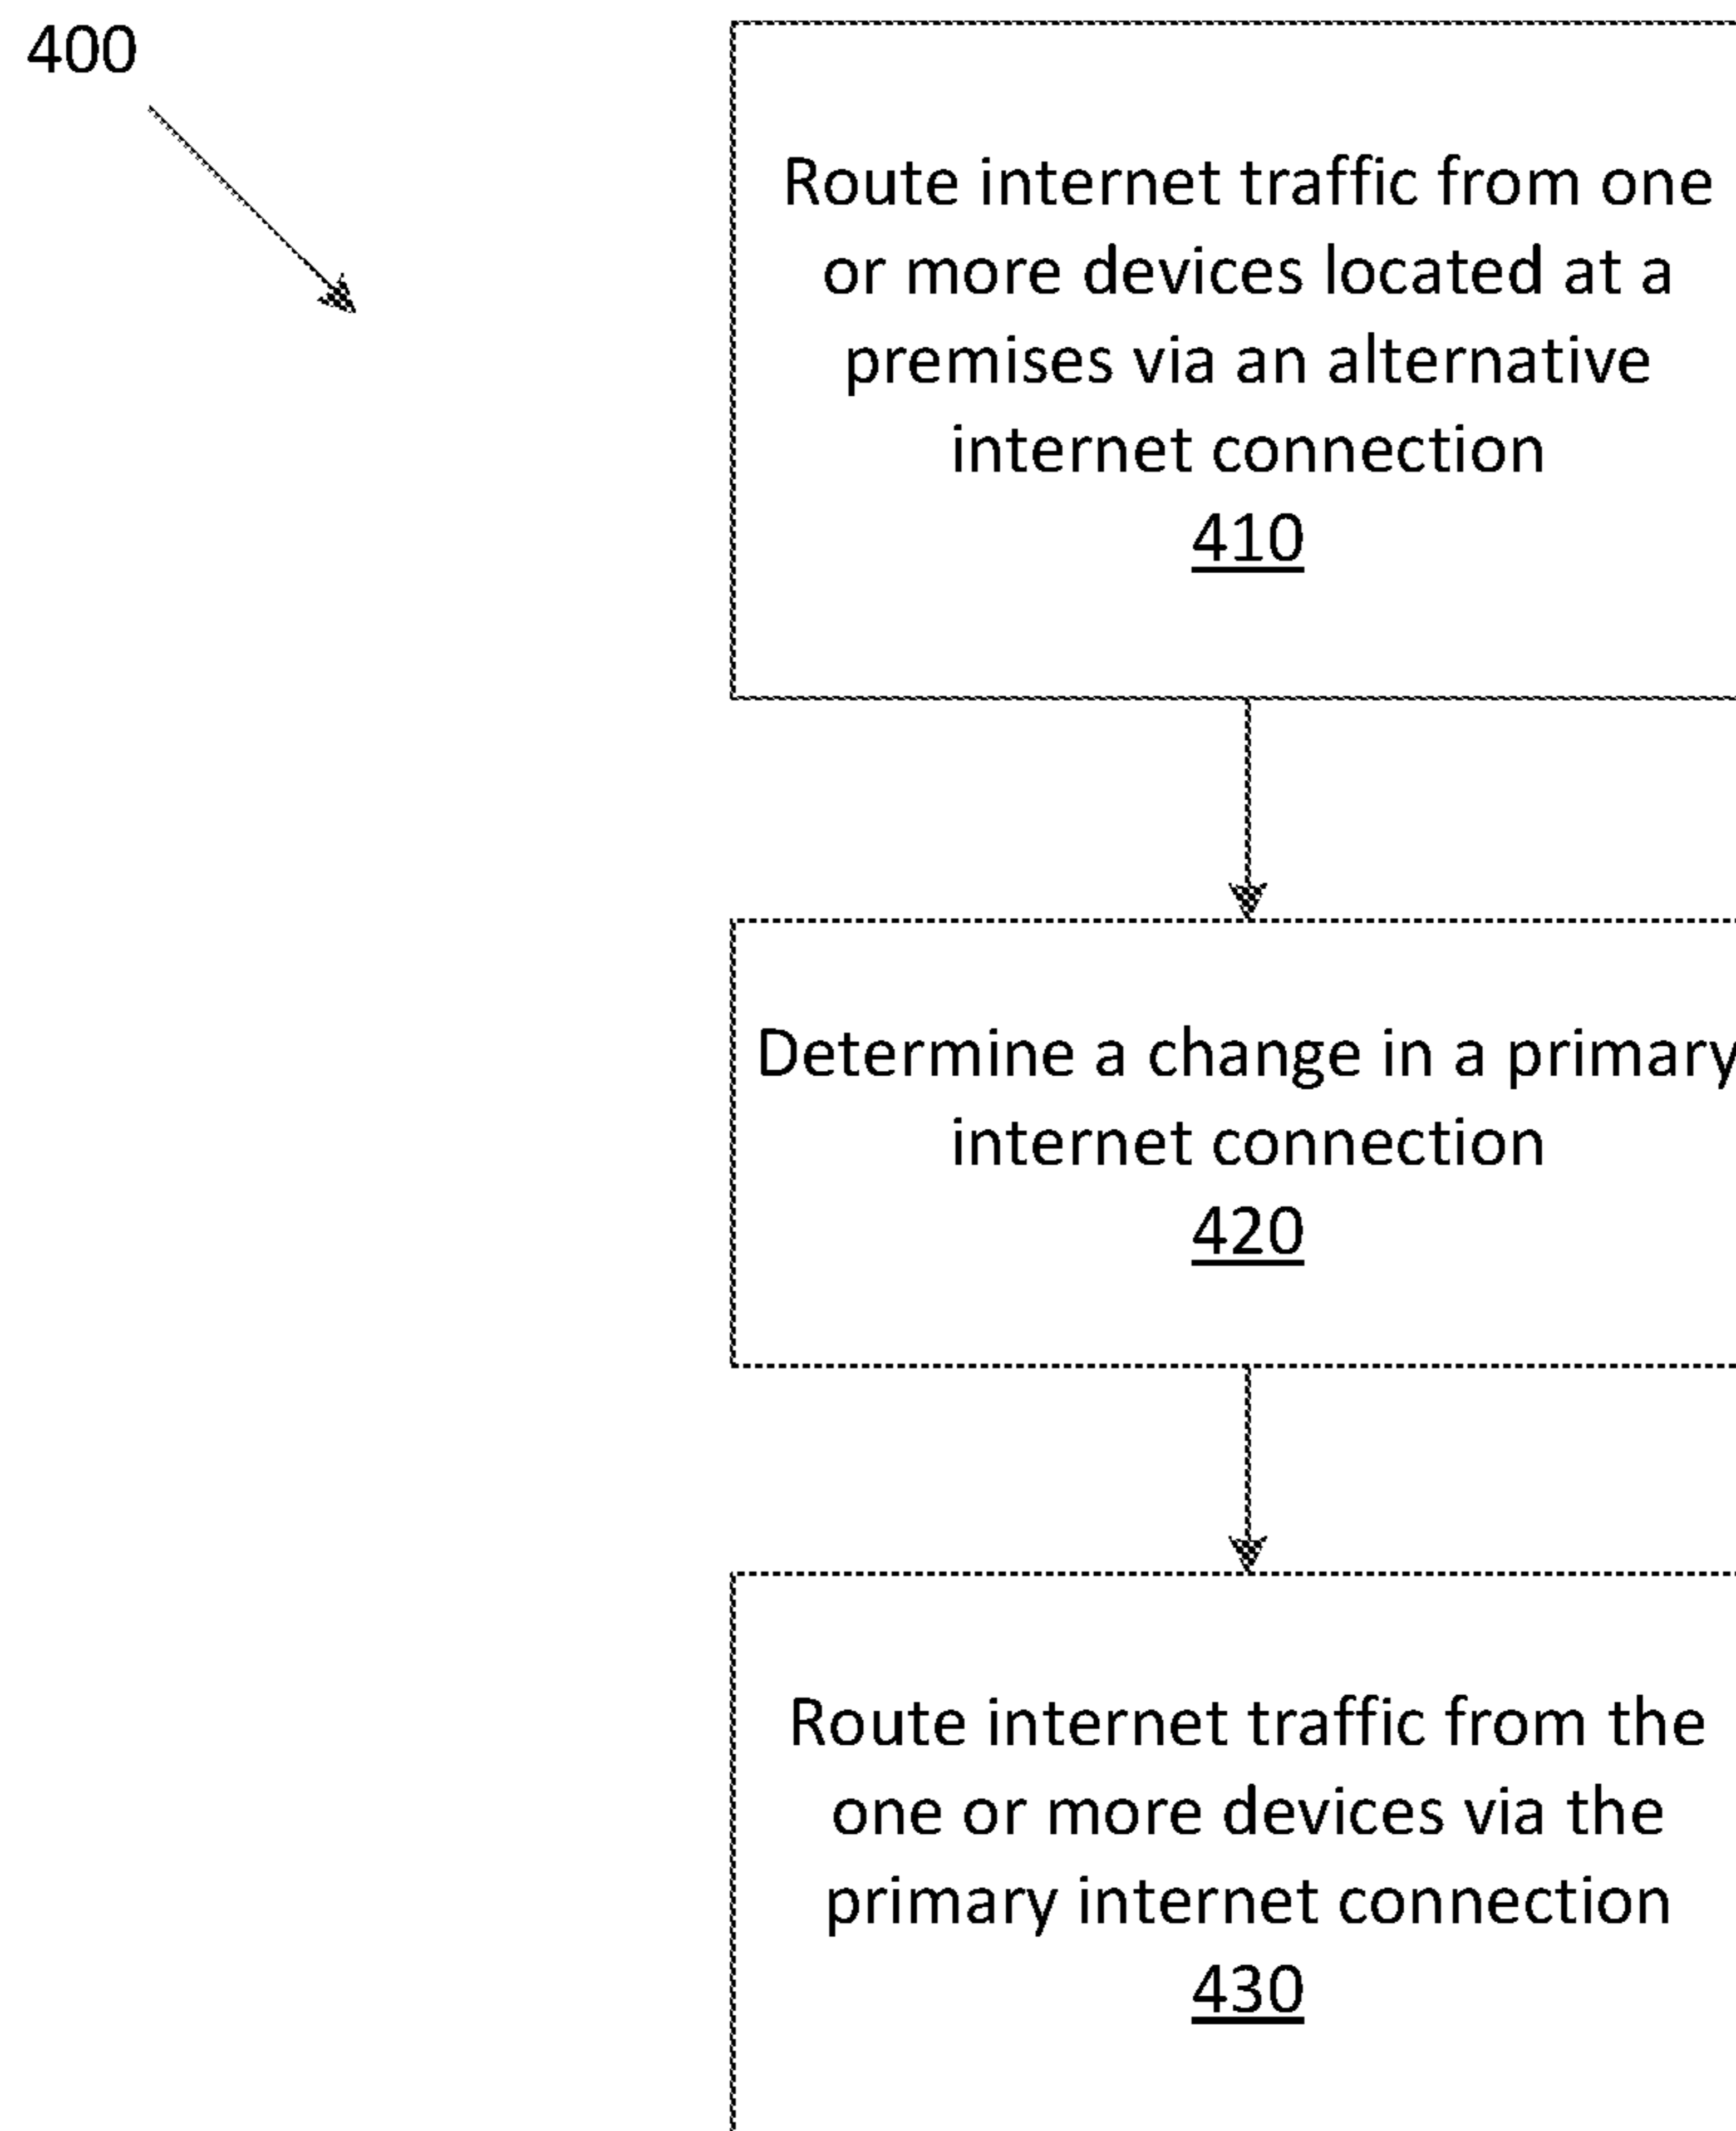 400
Route internet traffic from one
or more devices located at a
premises via an alternative
internet connection
410
Determine a change in a primary
internet connection
420
Route internet traffic from the
one or more devices via the
primary internet connection
430